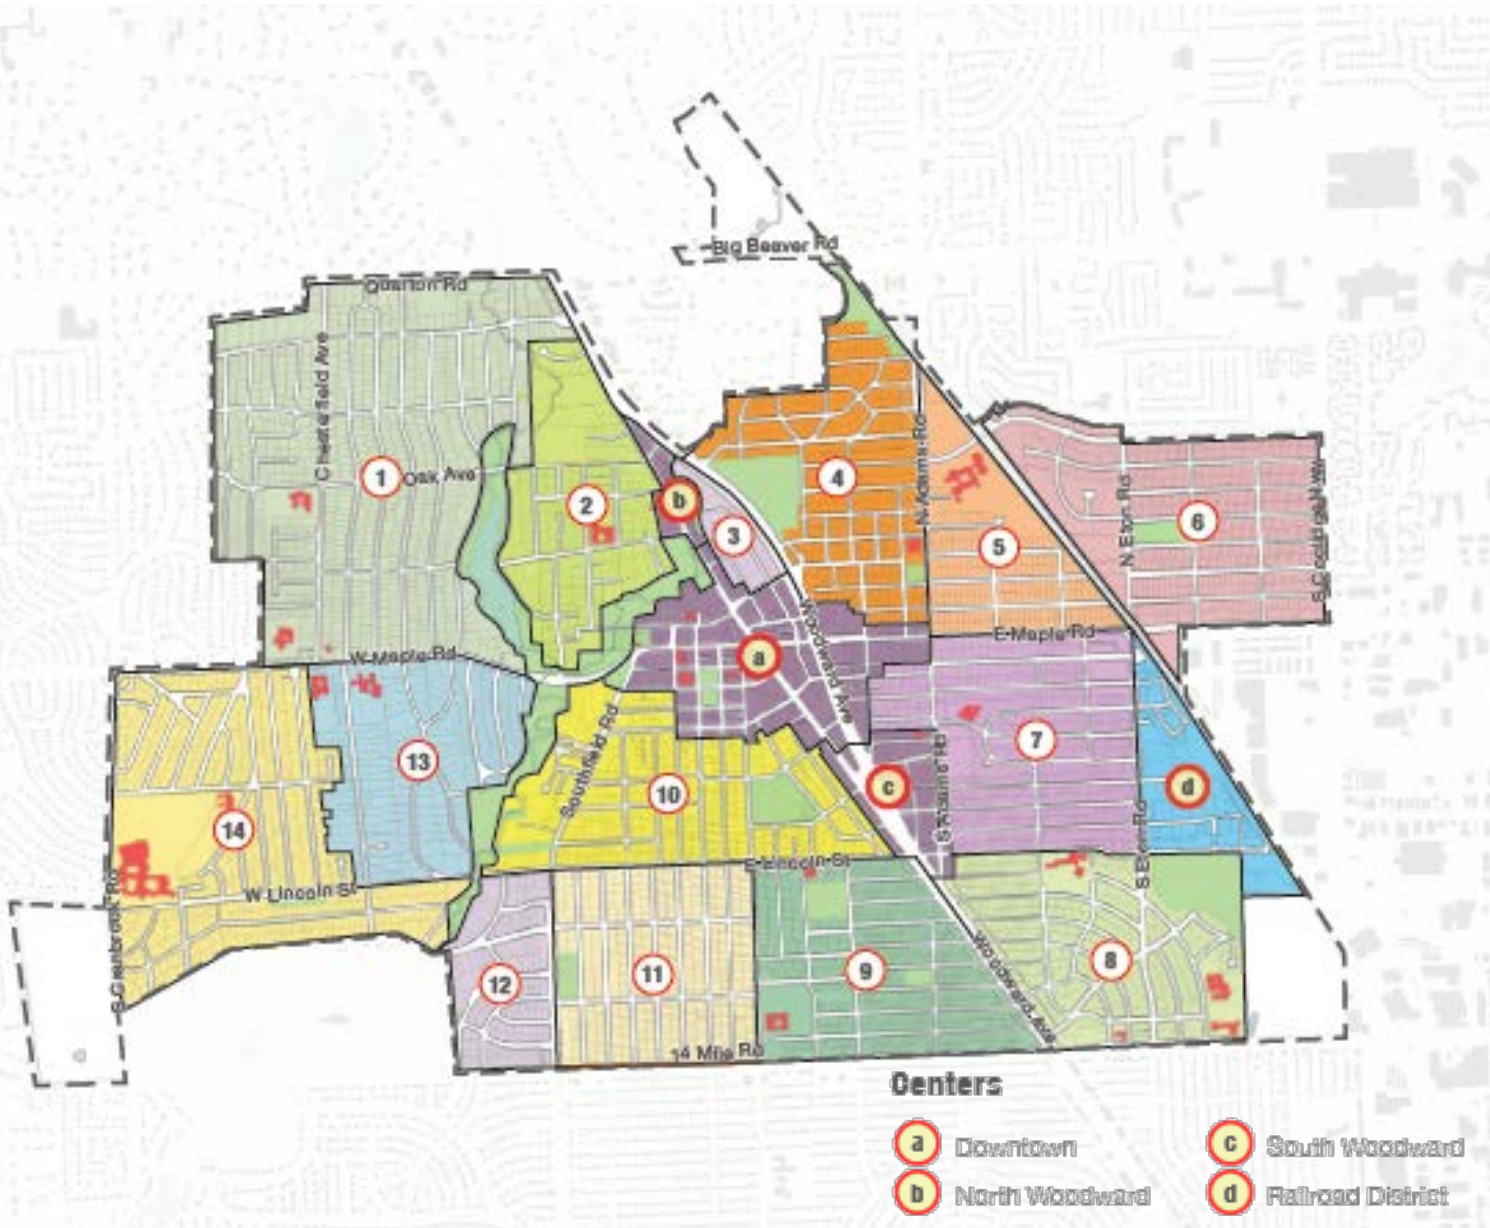 Big Beaver Rd
Quarton Rd
Chesterfield Ave
Oak Ave
1
2
b
3
4
N Adams Rd
5
6
N Eton Rd
S Coolidge Hwy
W Maple Rd
a
Woodward Ave
E Maple Rd
7
d
c
S Adams Rd
S Eton Rd
Southfield Rd
10
13
14
E Lincoln St
W Lincoln St
S Cranbrook Rd
12
11
9
8
Woodward Ave
14 Mile Rd
Centers
a Downtown
b North Woodward
c South Woodward
d Railroad District